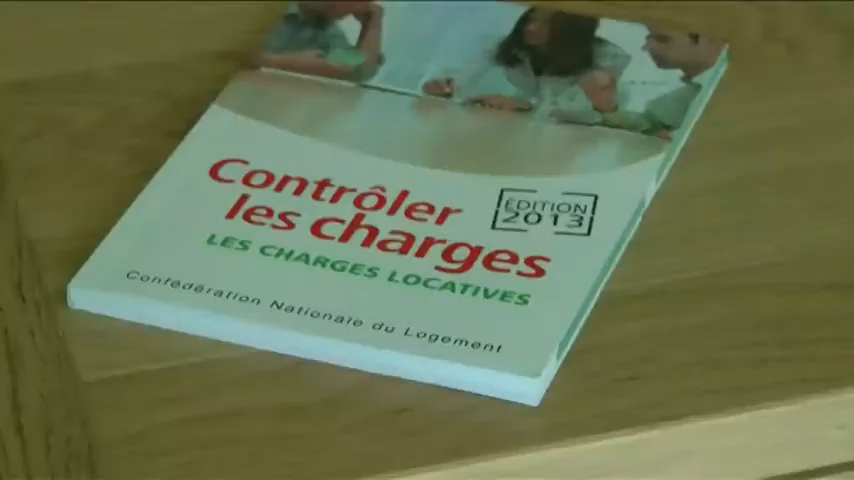 Contrôler
les charges
ÉDITION
2013
LES CHARGES LOCATIVES
Confédération Nationale du Logement